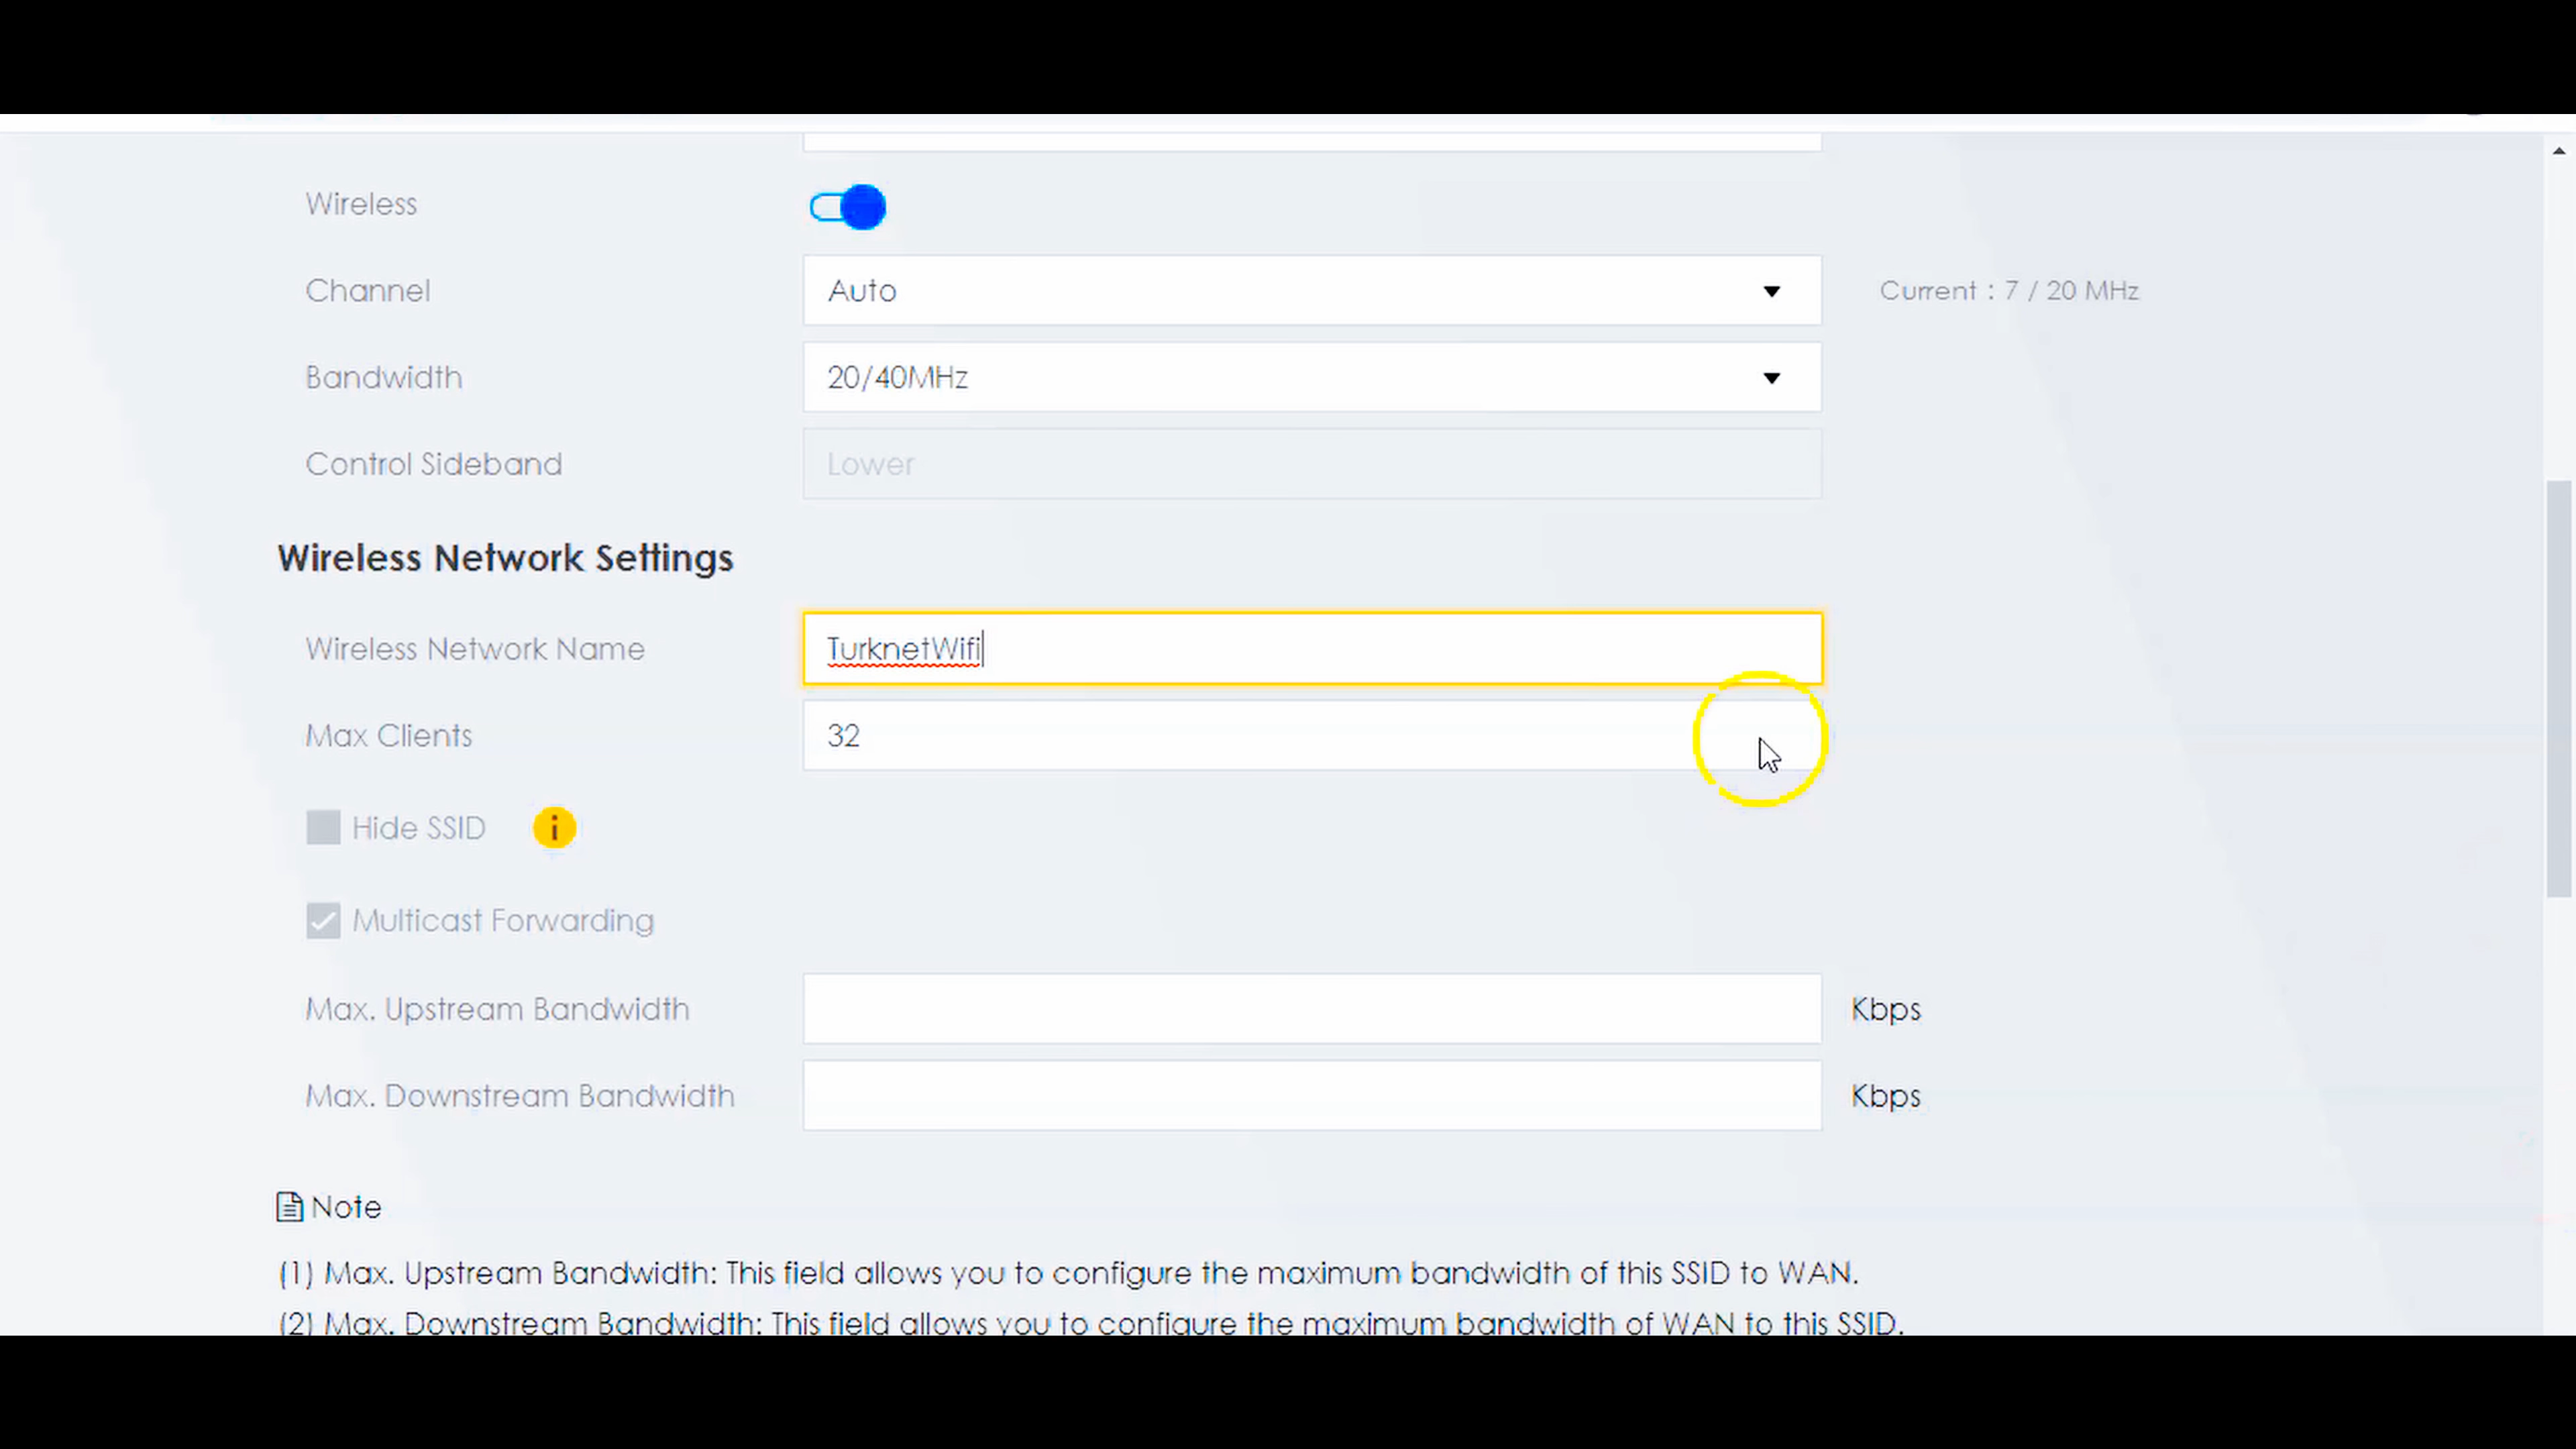 Wireless
Channel Auto Current : 7 / 20 MHz
Bandwidth 20/40MHz
Control Sideband Lower
Wireless Network Settings
Wireless Network Name TurknetWifi
Max Clients 32
Hide SSID i
Multicast Forwarding
Max. Upstream Bandwidth Kbps
Max. Downstream Bandwidth Kbps
Note
(1) Max. Upstream Bandwidth: This field allows you to configure the maximum bandwidth of this SSID to WAN.
(2) Max. Downstream Bandwidth: This field allows you to configure the maximum bandwidth of WAN to this SSID.